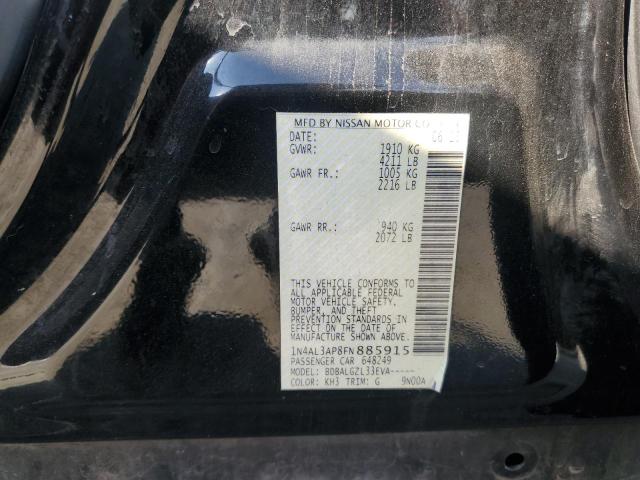 MFD BY NISSAN MOTOR CO
DATE:
GVWR: 1910 KG
4211 LB
GAWR FR.: 1005 KG
2216 LB
GAWR RR.: 940 KG
2072 LB
THIS VEHICLE CONFORMS TO
ALL APPLICABLE FEDERAL
MOTOR VEHICLE SAFETY,
BUMPER, AND THEFT
PREVENTION STANDARDS IN
EFFECT ON THE DATE OF
MANUFACTURE SHOWN ABOVE.
1N4AL3AP8FN885915
PASSENGER CAR 648249
MODEL: BDBALGZL33EVA-----
COLOR: KH3 TRIM: G 9N00A